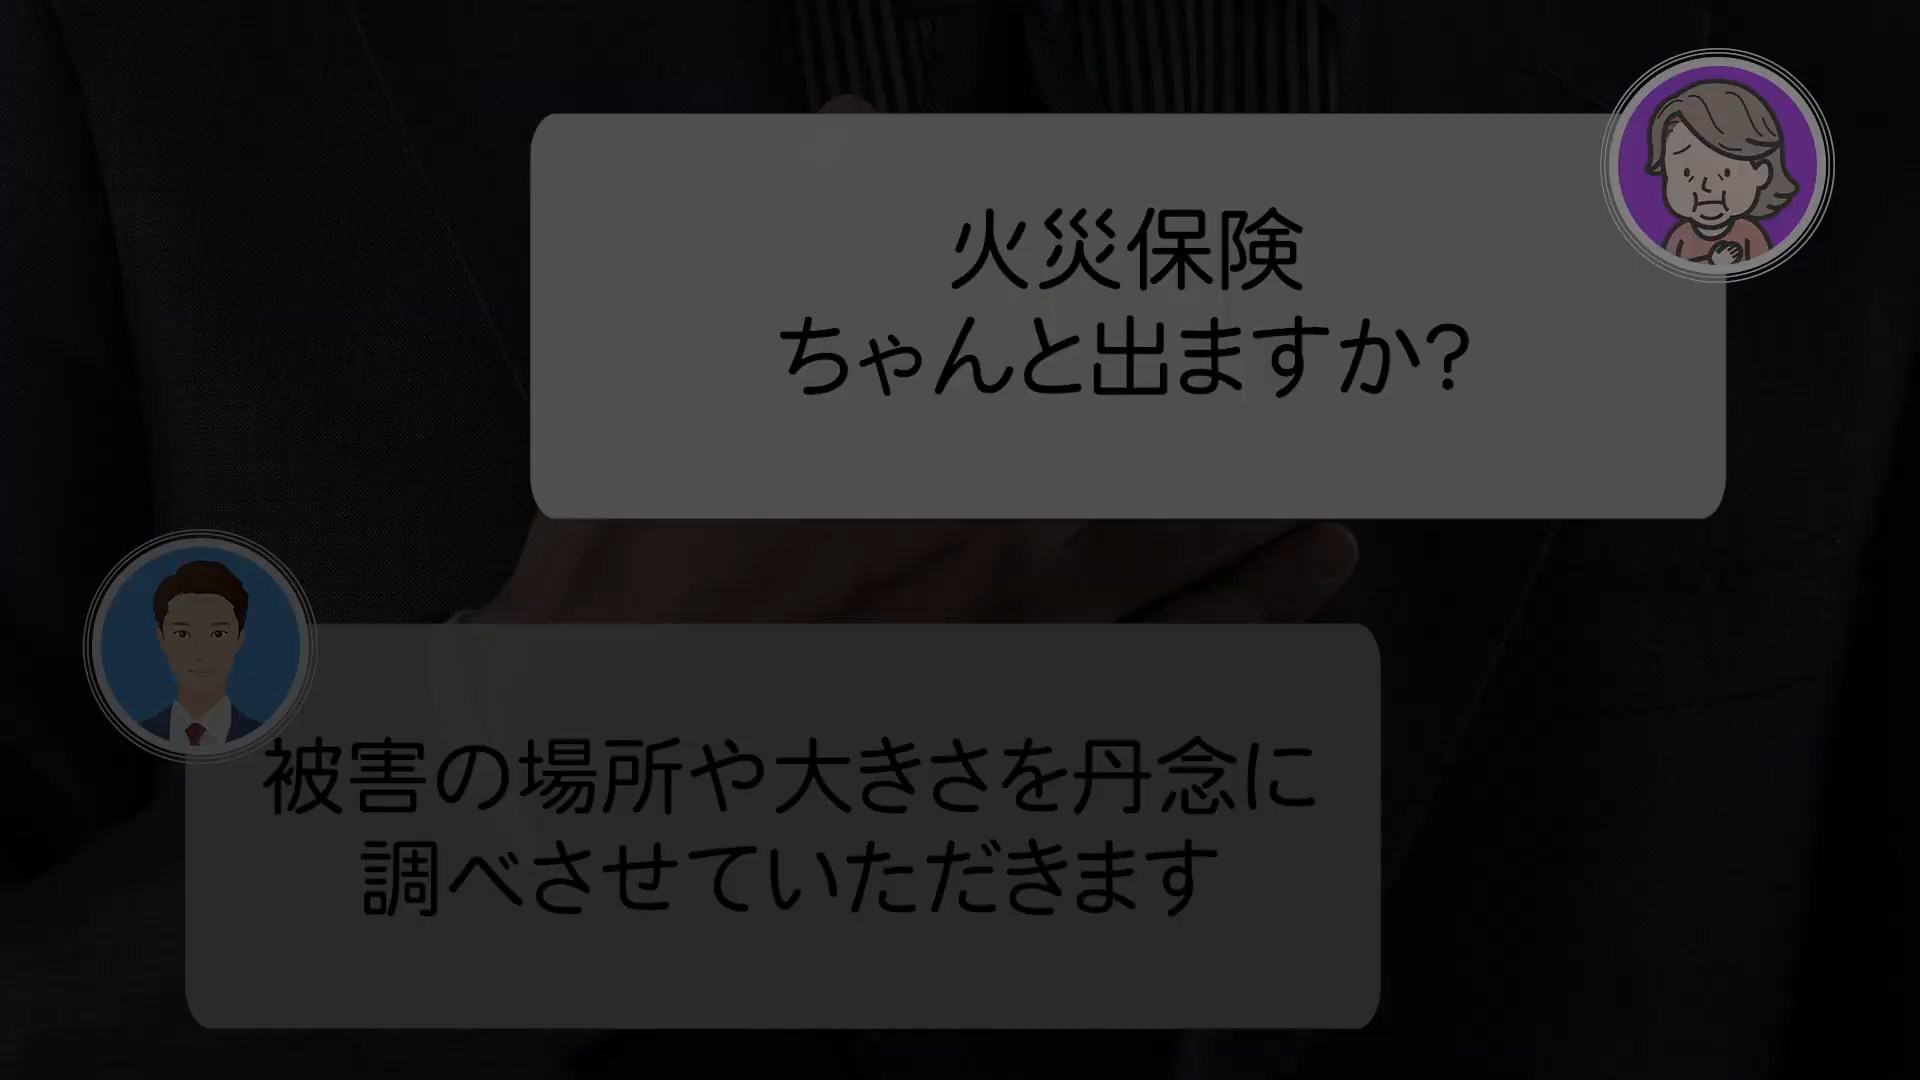 火災保険
ちゃんと出ますか?
被害の場所や大きさを丹念に
調べさせていただきます